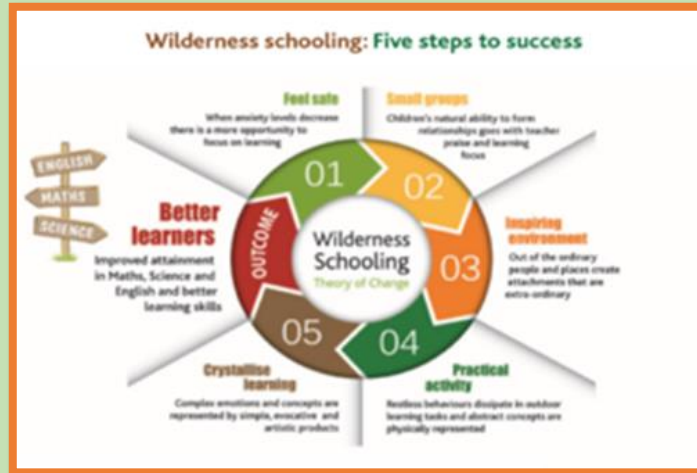 Wilderness schooling: Five steps to success
Feel safe
When anxiety levels decrease
there is a more opportunity to
focus on learning
Small groups
Children's natural ability to form
relationships goes with teacher
praise and learning
focus
01
02
Inspiring
environment
Out of the ordinary
people and places create
attachments that are
extra-ordinary
03
Practical
activity
Restless behaviours dissipate in outdoor
learning tasks and abstract concepts are
physically represented
04
Crystallise
learning
Complex emotions and concepts are
represented by simple, evocative and
artistic products
05
OUTCOME
Better
learners
Improved attainment
in Maths, Science and
English and better
learning skills
ENGLISH
MATHS
SCIENCE
Wilderness
Schooling
Theory of Change